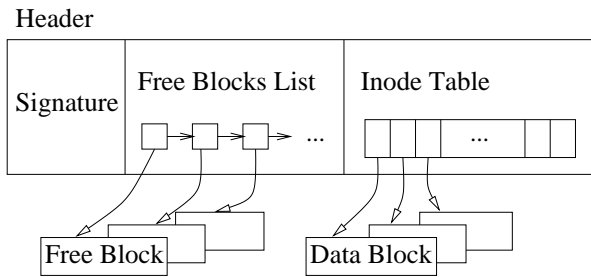 Header
Signature
Free Blocks List
...
Inode Table
...
Free Block
Data Block